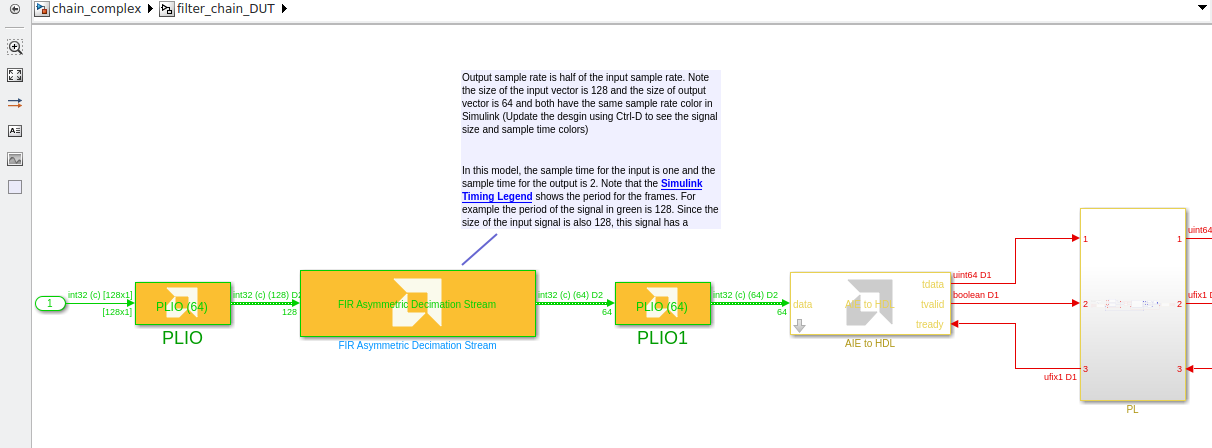 chain_complex
filter_chain_DUT
Output sample rate is half of the input sample rate. Note
the size of the input vector is 128 and the size of output
vector is 64 and both have the same sample rate color in
Simulink (Update the desgin using Ctrl-D to see the signal
size and sample time colors)
In this model, the sample time for the input is one and the
sample time for the output is 2. Note that the Simulink
Timing Legend shows the period for the frames. For
example the period of the signal in green is 128. Since the
size of the input signal is also 128, this signal has a
1
int32 (c) [128x1]
[128x1]
PLIO (64)
PLIO
int32 (c) (128) D2
128
FIR Asymmetric Decimation Stream
FIR Asymmetric Decimation Stream
int32 (c) (64) D2
64
PLIO (64)
PLIO1
int32 (c) (64) D2
64
data
AIE to HDL
tdata
tvalid
tready
AIE to HDL
uint64 D1
boolean D1
ufix1 D1
1
2
3
1
2
3
PL
uint64
ufix1